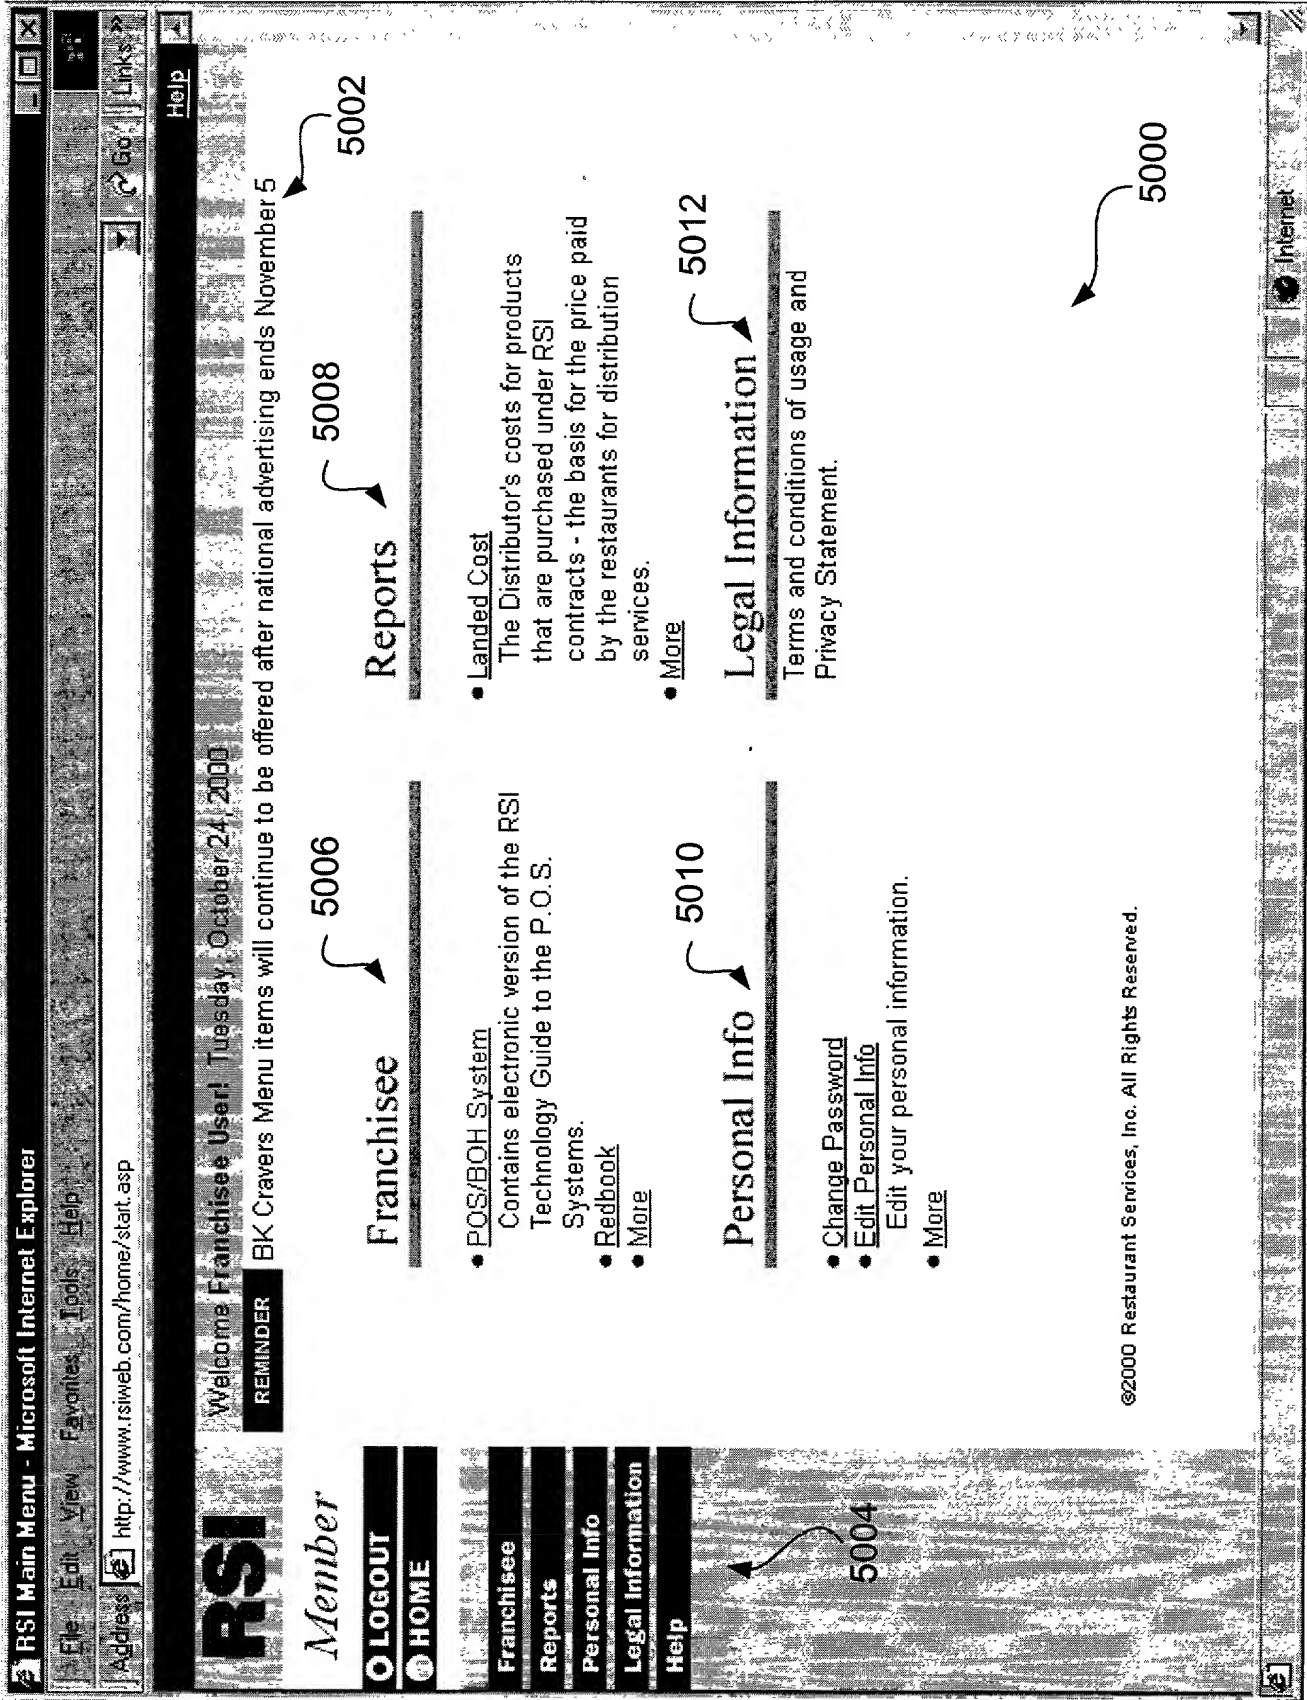 RSI Main Menu - Microsoft Internet Explorer
File Edit View Favorites Tools Help
Address http://www.rsiweb.com/home/start.asp Go Links »
Help
RSI
Welcome Franchisee User! Tuesday, October 24, 2000
REMINDER BK Cravers Menu items will continue to be offered after national advertising ends November 5
5002
Member
LOGOUT
HOME
Franchisee
Reports
Personal Info
Legal Information
Help
5004
Franchisee
5006
• POS/BOH System
Contains electronic version of the RSI
Technology Guide to the P.O.S.
Systems.
• Redbook
• More
Reports
5008
• Landed Cost
The Distributor's costs for products
that are purchased under RSI
contracts - the basis for the price paid
by the restaurants for distribution
services.
• More
Personal Info
5010
• Change Password
• Edit Personal Info
Edit your personal information.
• More
Legal Information
5012
Terms and conditions of usage and
Privacy Statement.
5000
©2000 Restaurant Services, Inc. All Rights Reserved.
Internet